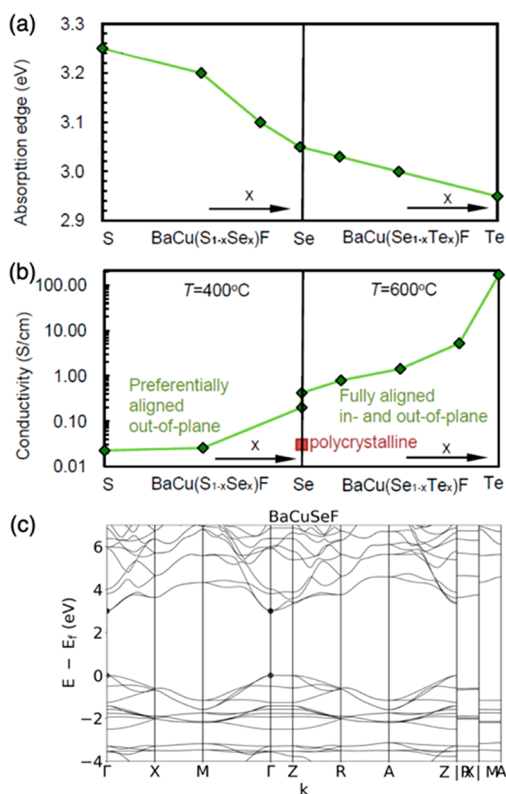 (a)
3.3
3.2
3.1
3.0
2.9
Absorpttion edge (eV)
X
X
S BaCu(S1-xSex)F Se BaCu(Se1-xTex)F Te
(b)
100.00
10.00
1.00
0.10
0.01
Conductivity (S/cm)
T=400°C T=600°C
Preferentially
aligned
out-of-plane
Fully aligned
in- and out-of-plane
polycrystalline
X
X
S BaCu(S1-xSex)F Se BaCu(Se1-xTex)F Te
(c)
BaCuSeF
6
4
2
0
−2
−4
E − Ef (eV)
Γ X M Γ Z R A Z | X | M A
k